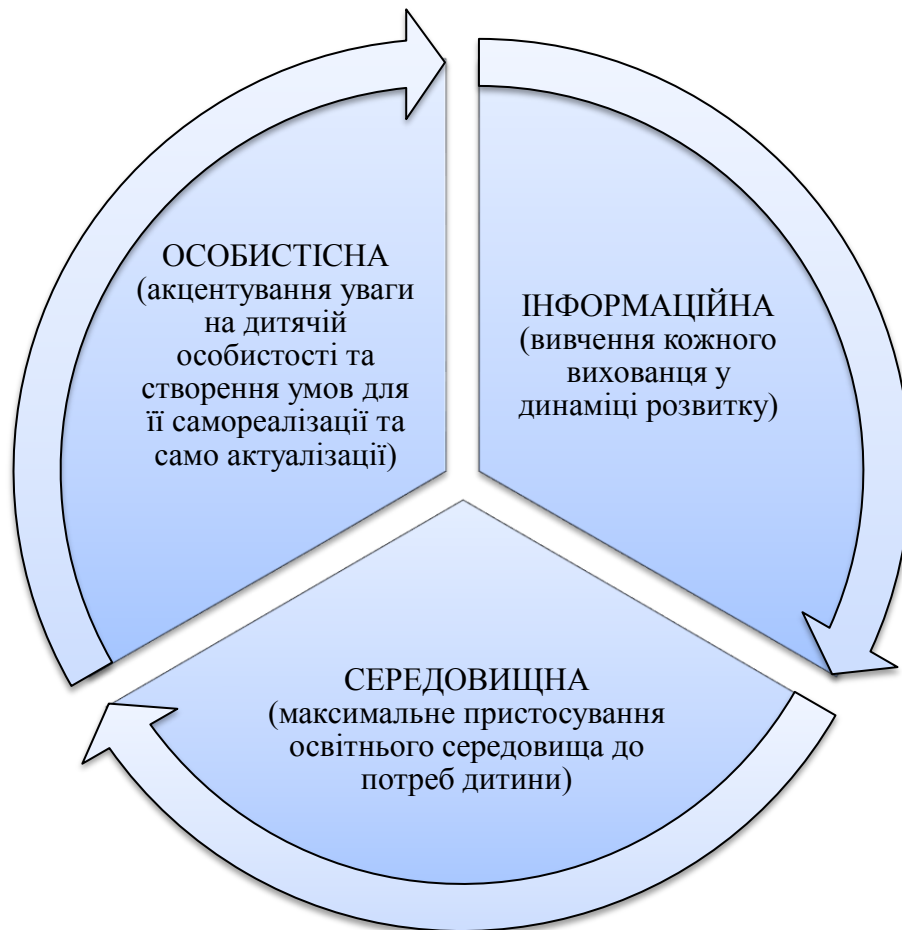 ОСОБИСТІСНА
(акцентування уваги
на дитячій
особистості та
створення умов для
її самореалізації та
само актуалізації)
ІНФОРМАЦІЙНА
(вивчення кожного
вихованця у
динаміці розвитку)
СЕРЕДОВИЩНА
(максимальне пристосування
освітнього середовища до
потреб дитини)